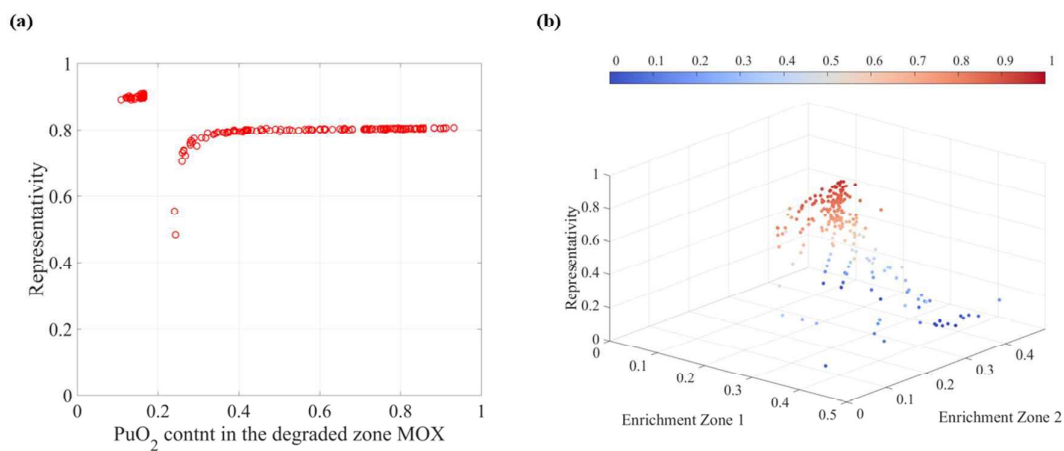 (a)
(b)
Representativity
1
0.8
0.6
0.4
0.2
0
0 0.2 0.4 0.6 0.8 1
PuO2 contnt in the degraded zone MOX
0 0.1 0.2 0.3 0.4 0.5 0.6 0.7 0.8 0.9 1
Representativity
1
0.8
0.6
0.4
0.2
0
0 0.1 0.2 0.3 0.4 0.5
Enrichment Zone 1
0 0.1 0.2 0.3 0.4
Enrichment Zone 2